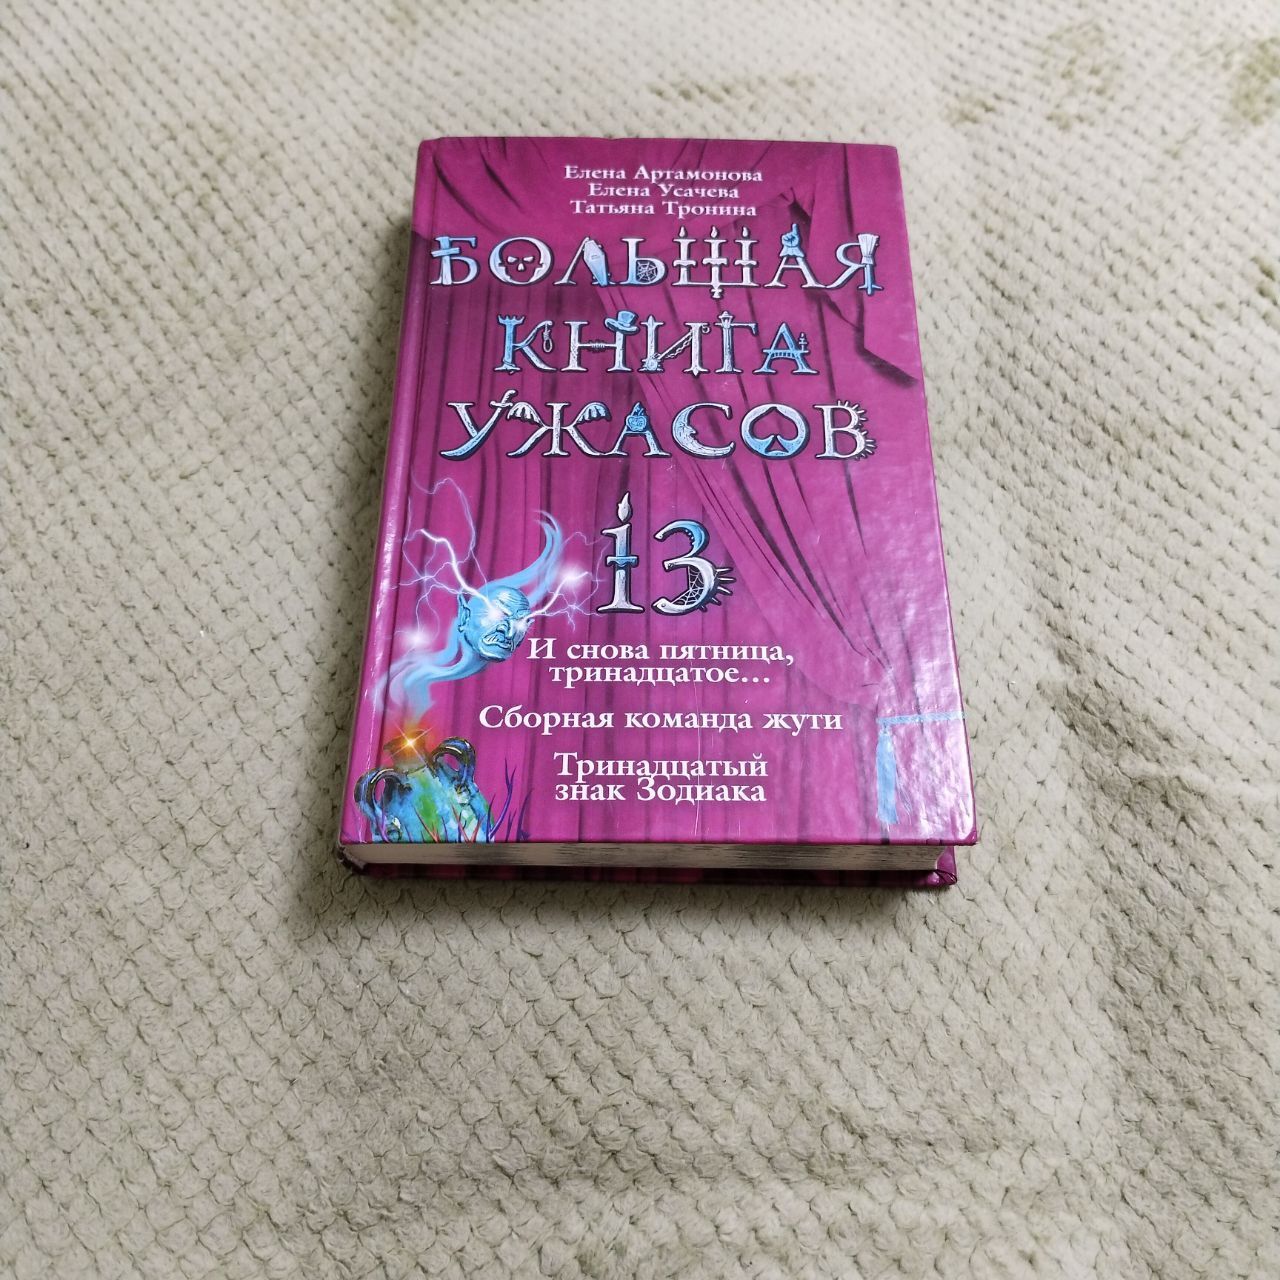 Елена Артамонова
Елена Усачева
Татьяна Тронина
БОЛЬШАЯ
КНИГА
УЖАСОВ
13
И снова пятница,
тринадцатое...
Сборная команда жути
Тринадцатый
знак Зодиака